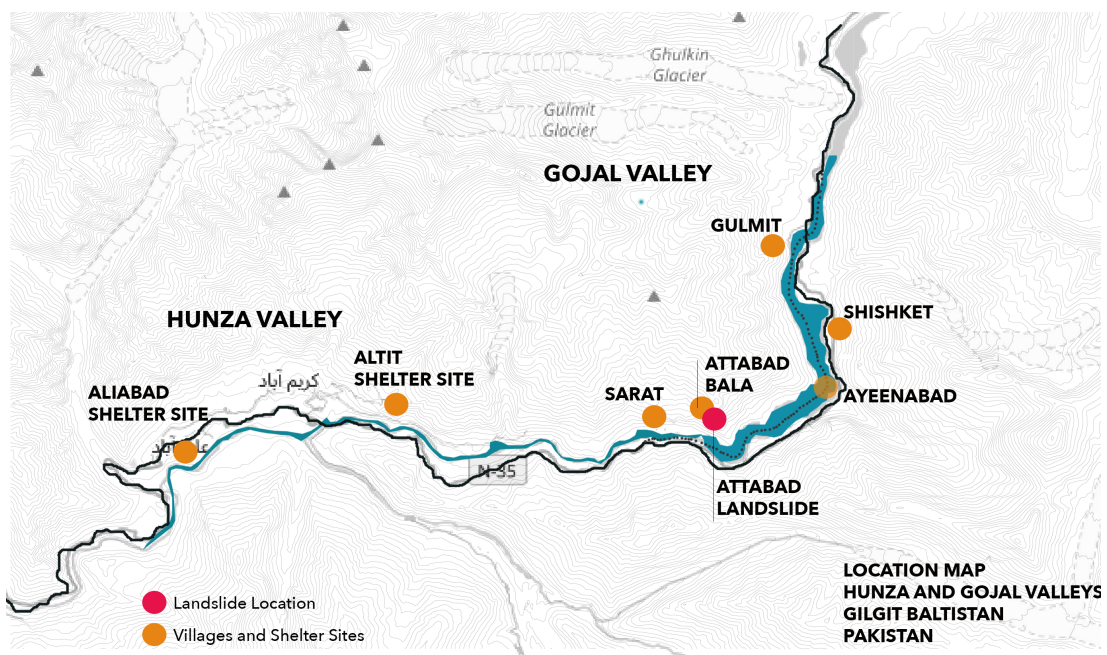 Ghulkin
Glacier
Gulmit
Glacier
GOJAL VALLEY
GULMIT
HUNZA VALLEY
SHISHKET
ALTIT
SHELTER SITE
ATTABAD
BALA
كريم آباد
ALIABAD
SHELTER SITE
SARAT
AYEENABAD
N-35
ATTABAD
LANDSLIDE
LOCATION MAP
HUNZA AND GOJAL VALLEYS
GILGIT BALTISTAN
PAKISTAN
Landslide Location
Villages and Shelter Sites